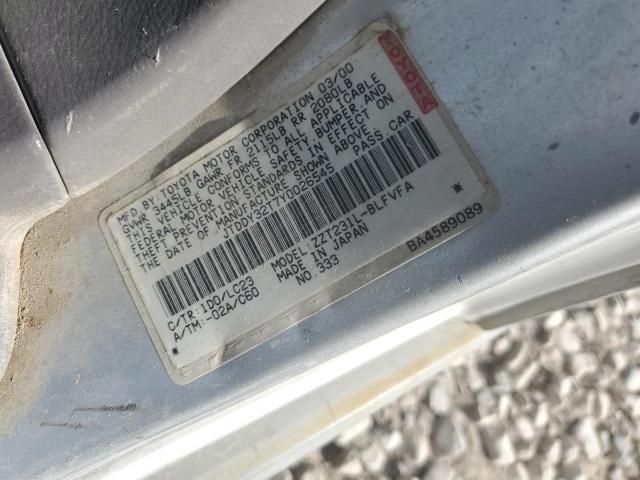 TOYOTA
MFD. BY TOYOTA MOTOR CORPORATION 03/00
GVWR 3445LB GAWR FR 2115LB RR 2080LB
THIS VEHICLE CONFORMS TO ALL APPLICABLE
FEDERAL MOTOR VEHICLE SAFETY, BUMPER, AND
THEFT PREVENTION STANDARDS IN EFFECT ON
THE DATE OF MANUFACTURE SHOWN ABOVE.
JTDDY32T7Y0026545 PASS. CAR
C/TR: 1D0/LC23 MODEL: ZZT231L-BLFVFA
A/TM: -02A/C60 MADE IN JAPAN
* NO. 333 BA4589089 *